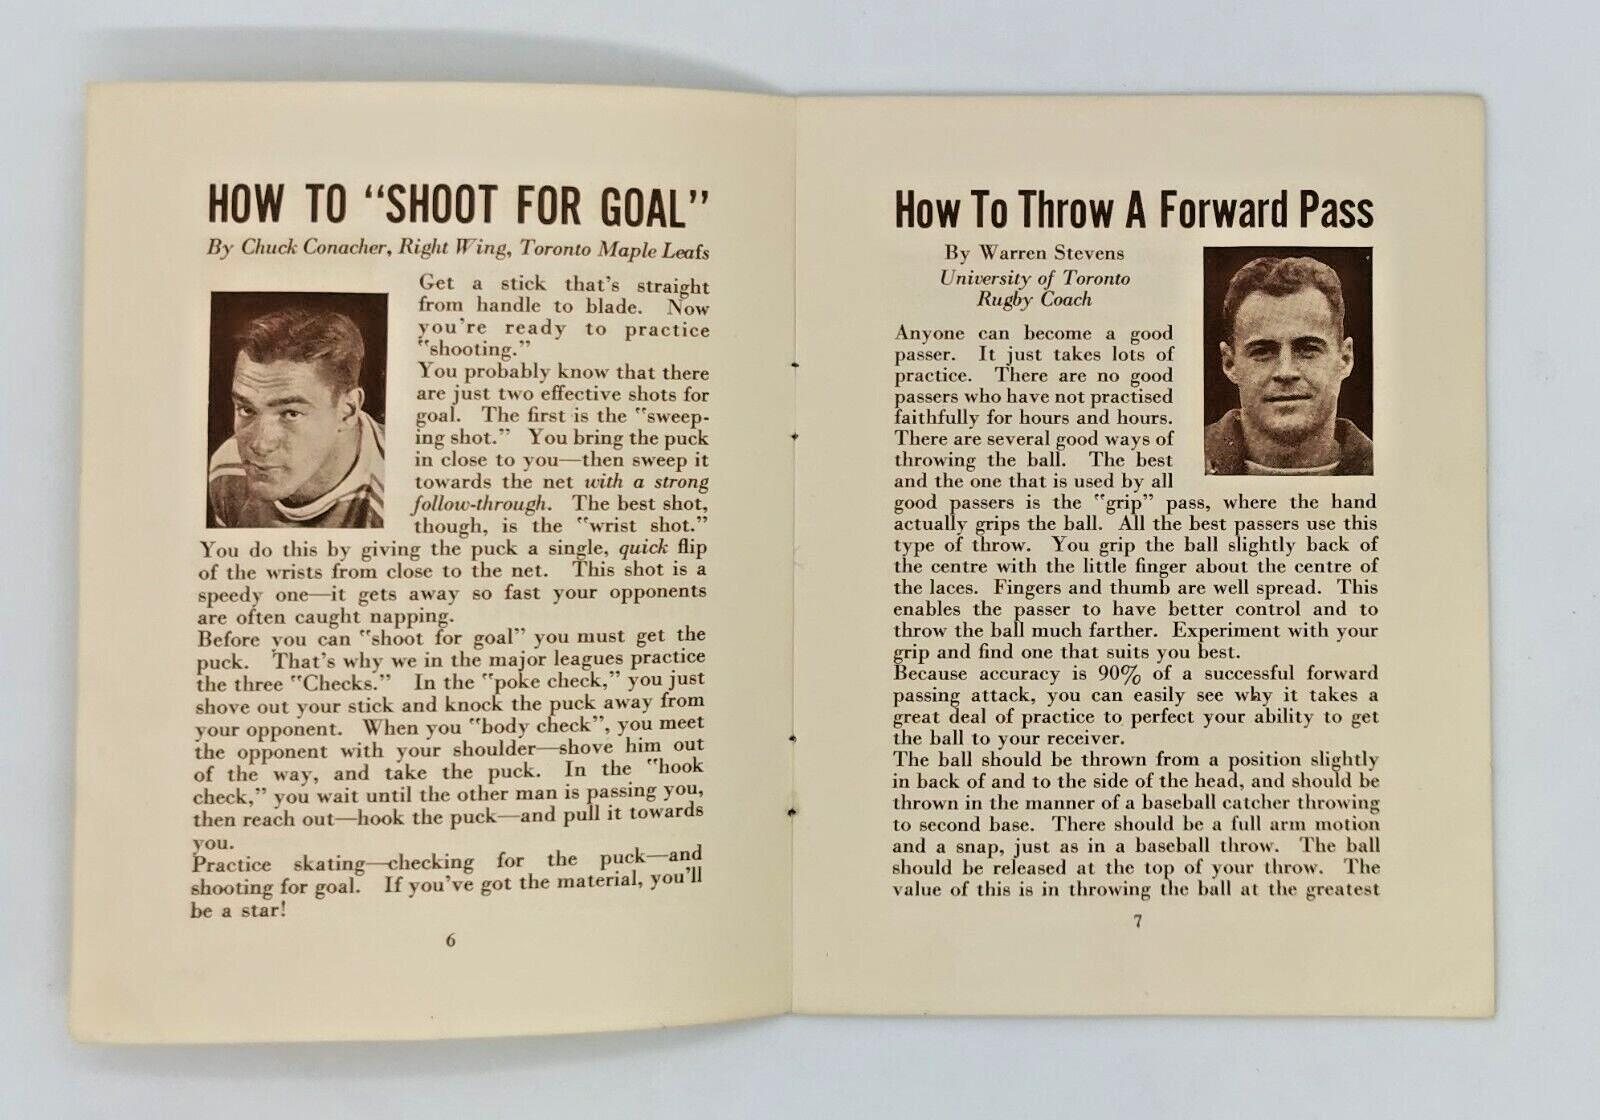 HOW TO "SHOOT FOR GOAL"
By Chuck Conacher, Right Wing, Toronto Maple Leafs
Get a stick that's straight
from handle to blade. Now
you're ready to practice
"shooting."
You probably know that there
are just two effective shots for
goal. The first is the "sweep-
ing shot." You bring the puck
in close to you—then sweep it
towards the net with a strong
follow-through. The best shot,
though, is the "wrist shot."
You do this by giving the puck a single, quick flip
of the wrists from close to the net. This shot is a
speedy one—it gets away so fast your opponents
are often caught napping.
Before you can "shoot for goal" you must get the
puck. That's why we in the major leagues practice
the three "Checks." In the "poke check," you just
shove out your stick and knock the puck away from
your opponent. When you "body check", you meet
the opponent with your shoulder—shove him out
of the way, and take the puck. In the "hook
check," you wait until the other man is passing you,
then reach out—hook the puck—and pull it towards
you.
Practice skating—checking for the puck—and
shooting for goal. If you've got the material, you'll
be a star!
6
How To Throw A Forward Pass
By Warren Stevens
University of Toronto
Rugby Coach
Anyone can become a good
passer. It just takes lots of
practice. There are no good
passers who have not practised
faithfully for hours and hours.
There are several good ways of
throwing the ball. The best
and the one that is used by all
good passers is the "grip" pass, where the hand
actually grips the ball. All the best passers use this
type of throw. You grip the ball slightly back of
the centre with the little finger about the centre of
the laces. Fingers and thumb are well spread. This
enables the passer to have better control and to
throw the ball much farther. Experiment with your
grip and find one that suits you best.
Because accuracy is 90% of a successful forward
passing attack, you can easily see why it takes a
great deal of practice to perfect your ability to get
the ball to your receiver.
The ball should be thrown from a position slightly
in back of and to the side of the head, and should be
thrown in the manner of a baseball catcher throwing
to second base. There should be a full arm motion
and a snap, just as in a baseball throw. The ball
should be released at the top of your throw. The
value of this is in throwing the ball at the greatest
7